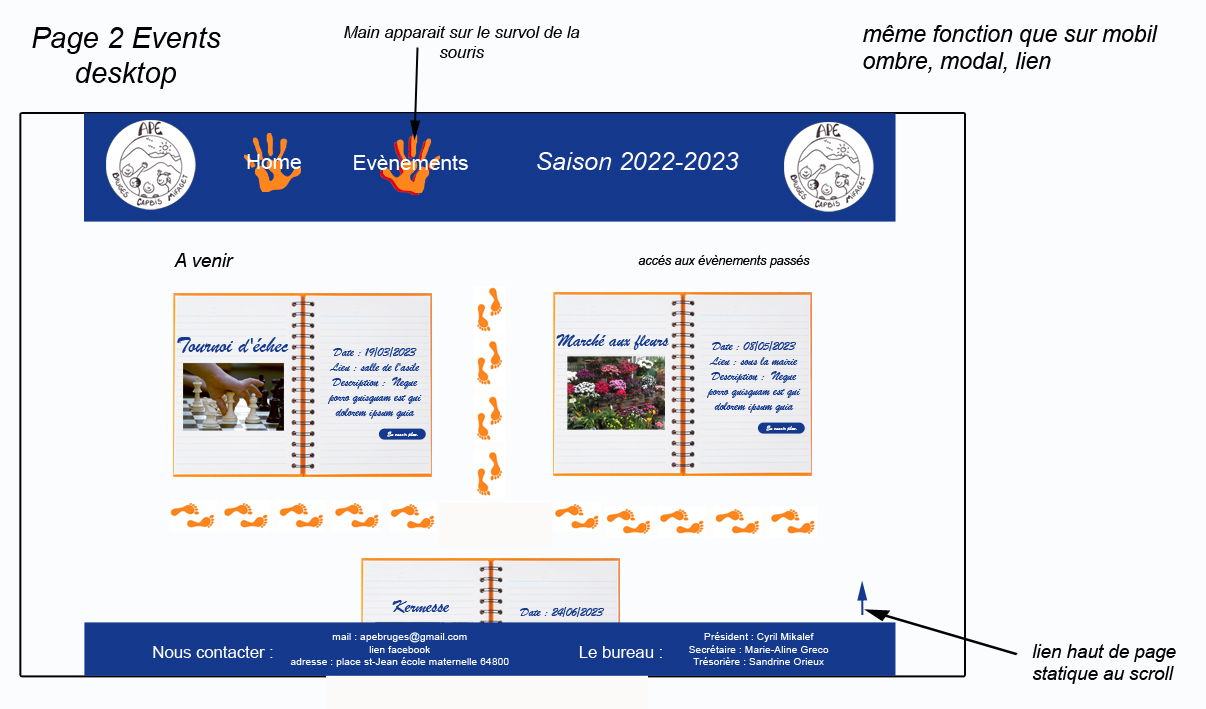 Page 2 Events
desktop
Main apparait sur le survol de la
souris
même fonction que sur mobil
ombre, modal, lien
APE
BRUGES CAPBIS MIFAGET
Home
Evènements
Saison 2022-2023
APE
BRUGES CAPBIS MIFAGET
A venir
accés aux évènements passés
Tournoi d'échec
Date : 19/03/2023
Lieu : salle de l'asile
Description : Neque
porro quisquam est qui
dolorem ipsum quia
En savoir plus
Marché aux fleurs
Date : 08/05/2023
Lieu : sous la mairie
Description : Neque
porro quisquam est qui
dolorem ipsum quia
En savoir plus
Kermesse
Date : 24/06/2023
Nous contacter :
mail : apebruges@gmail.com
lien facebook
adresse : place st-Jean école maternelle 64800
Le bureau :
Président : Cyril Mikalef
Secrétaire : Marie-Aline Greco
Trésorière : Sandrine Orieux
lien haut de page
statique au scroll